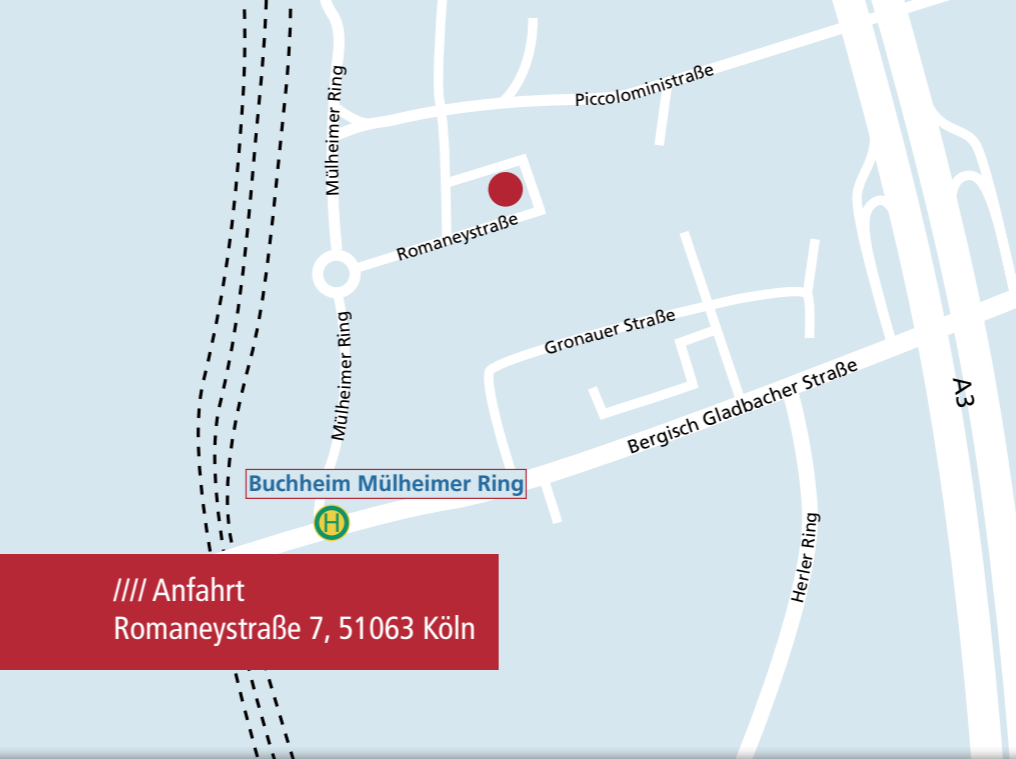 Mülheimer Ring
Piccoloministraße
Romaneystraße
Mülheimer Ring
Gronauer Straße
Bergisch Gladbacher Straße
A3
Buchheim Mülheimer Ring
H
Herler Ring
//// Anfahrt
Romaneystraße 7, 51063 Köln